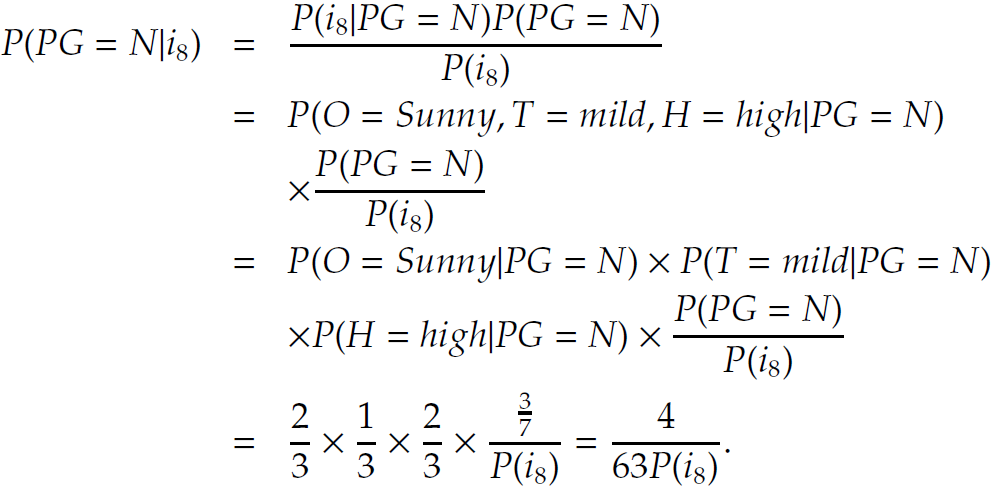 P(PG = N|i₈) = P(i₈|PG = N)P(PG = N) / P(i₈)
= P(O = Sunny, T = mild, H = high|PG = N)
× P(PG = N) / P(i₈)
= P(O = Sunny|PG = N) × P(T = mild|PG = N)
×P(H = high|PG = N) × P(PG = N) / P(i₈)
= 2/3 × 1/3 × 2/3 × (3/7) / P(i₈) = 4 / 63P(i₈).